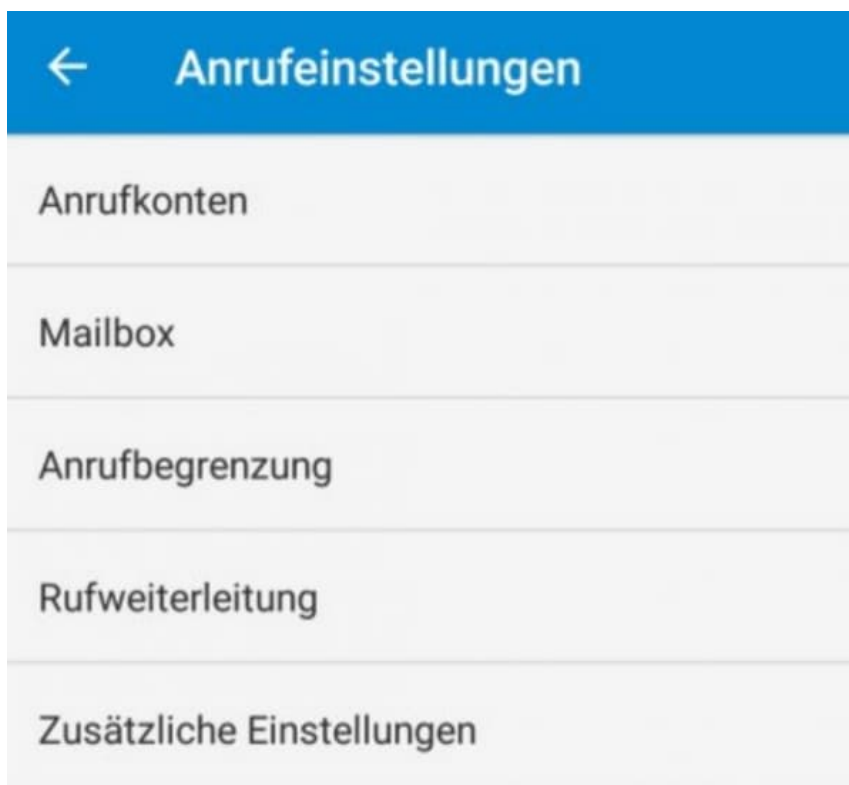 Anrufeinstellungen
Anrufkonten
Mailbox
Anrufbegrenzung
Rufweiterleitung
Zusätzliche Einstellungen